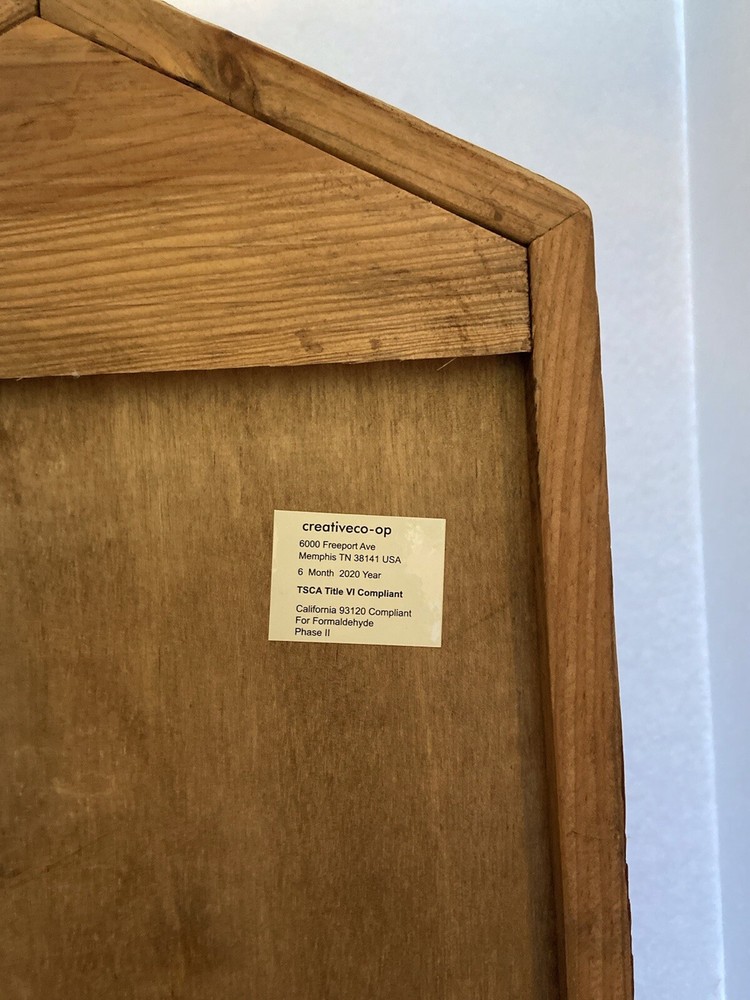 creativeco-op
6000 Freeport Ave
Memphis TN 38141 USA
6 Month 2020 Year
TSCA Title VI Compliant
California 93120 Compliant
For Formaldehyde
Phase II